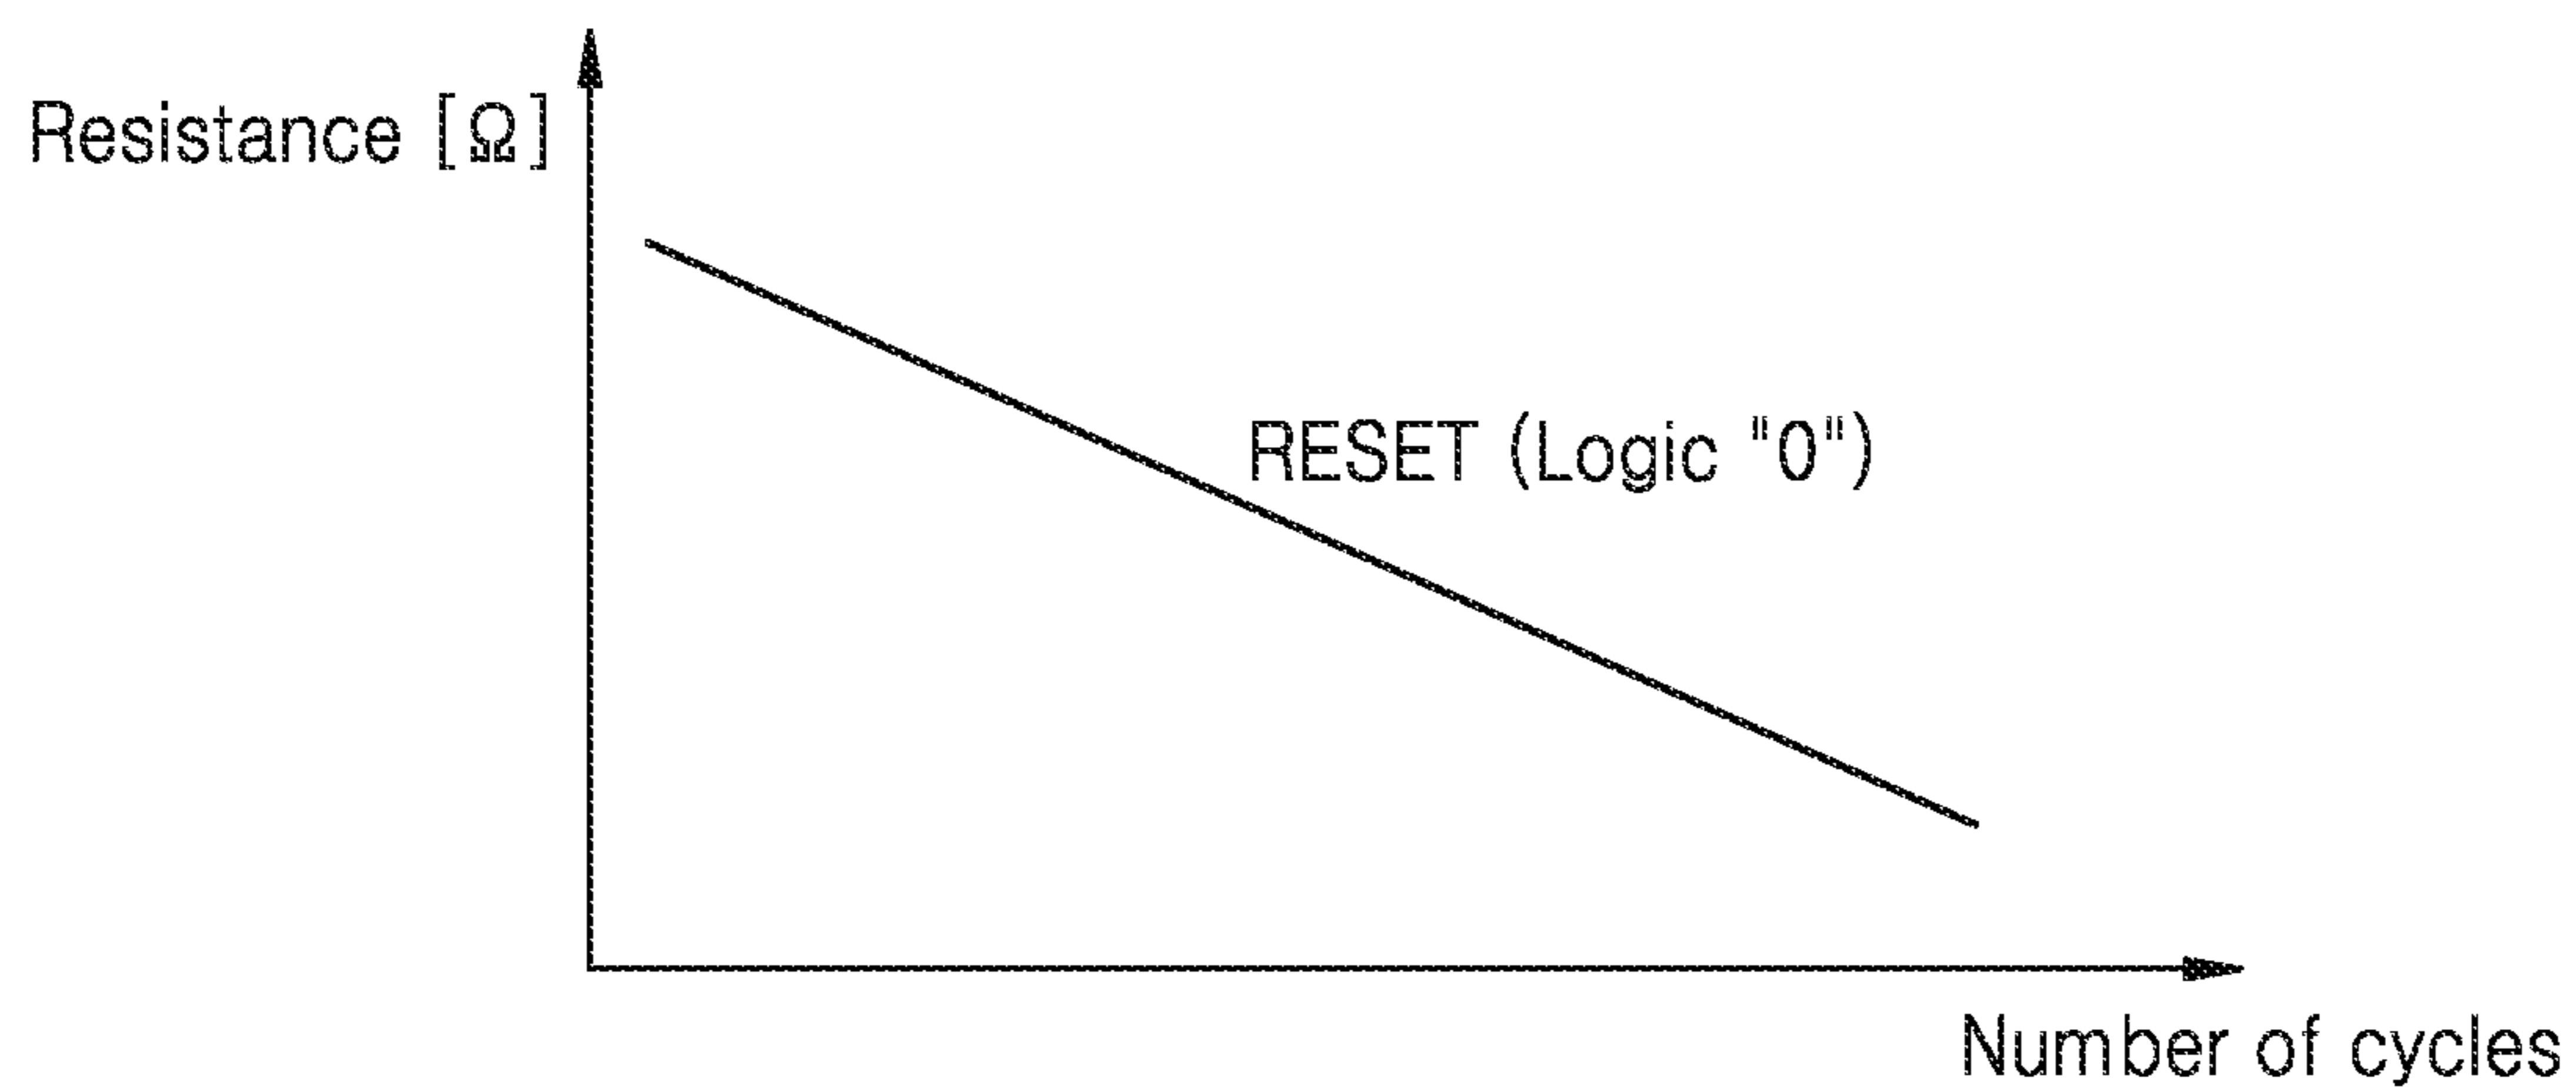 Resistance [Ω]
RESET (Logic "0")
Number of cycles